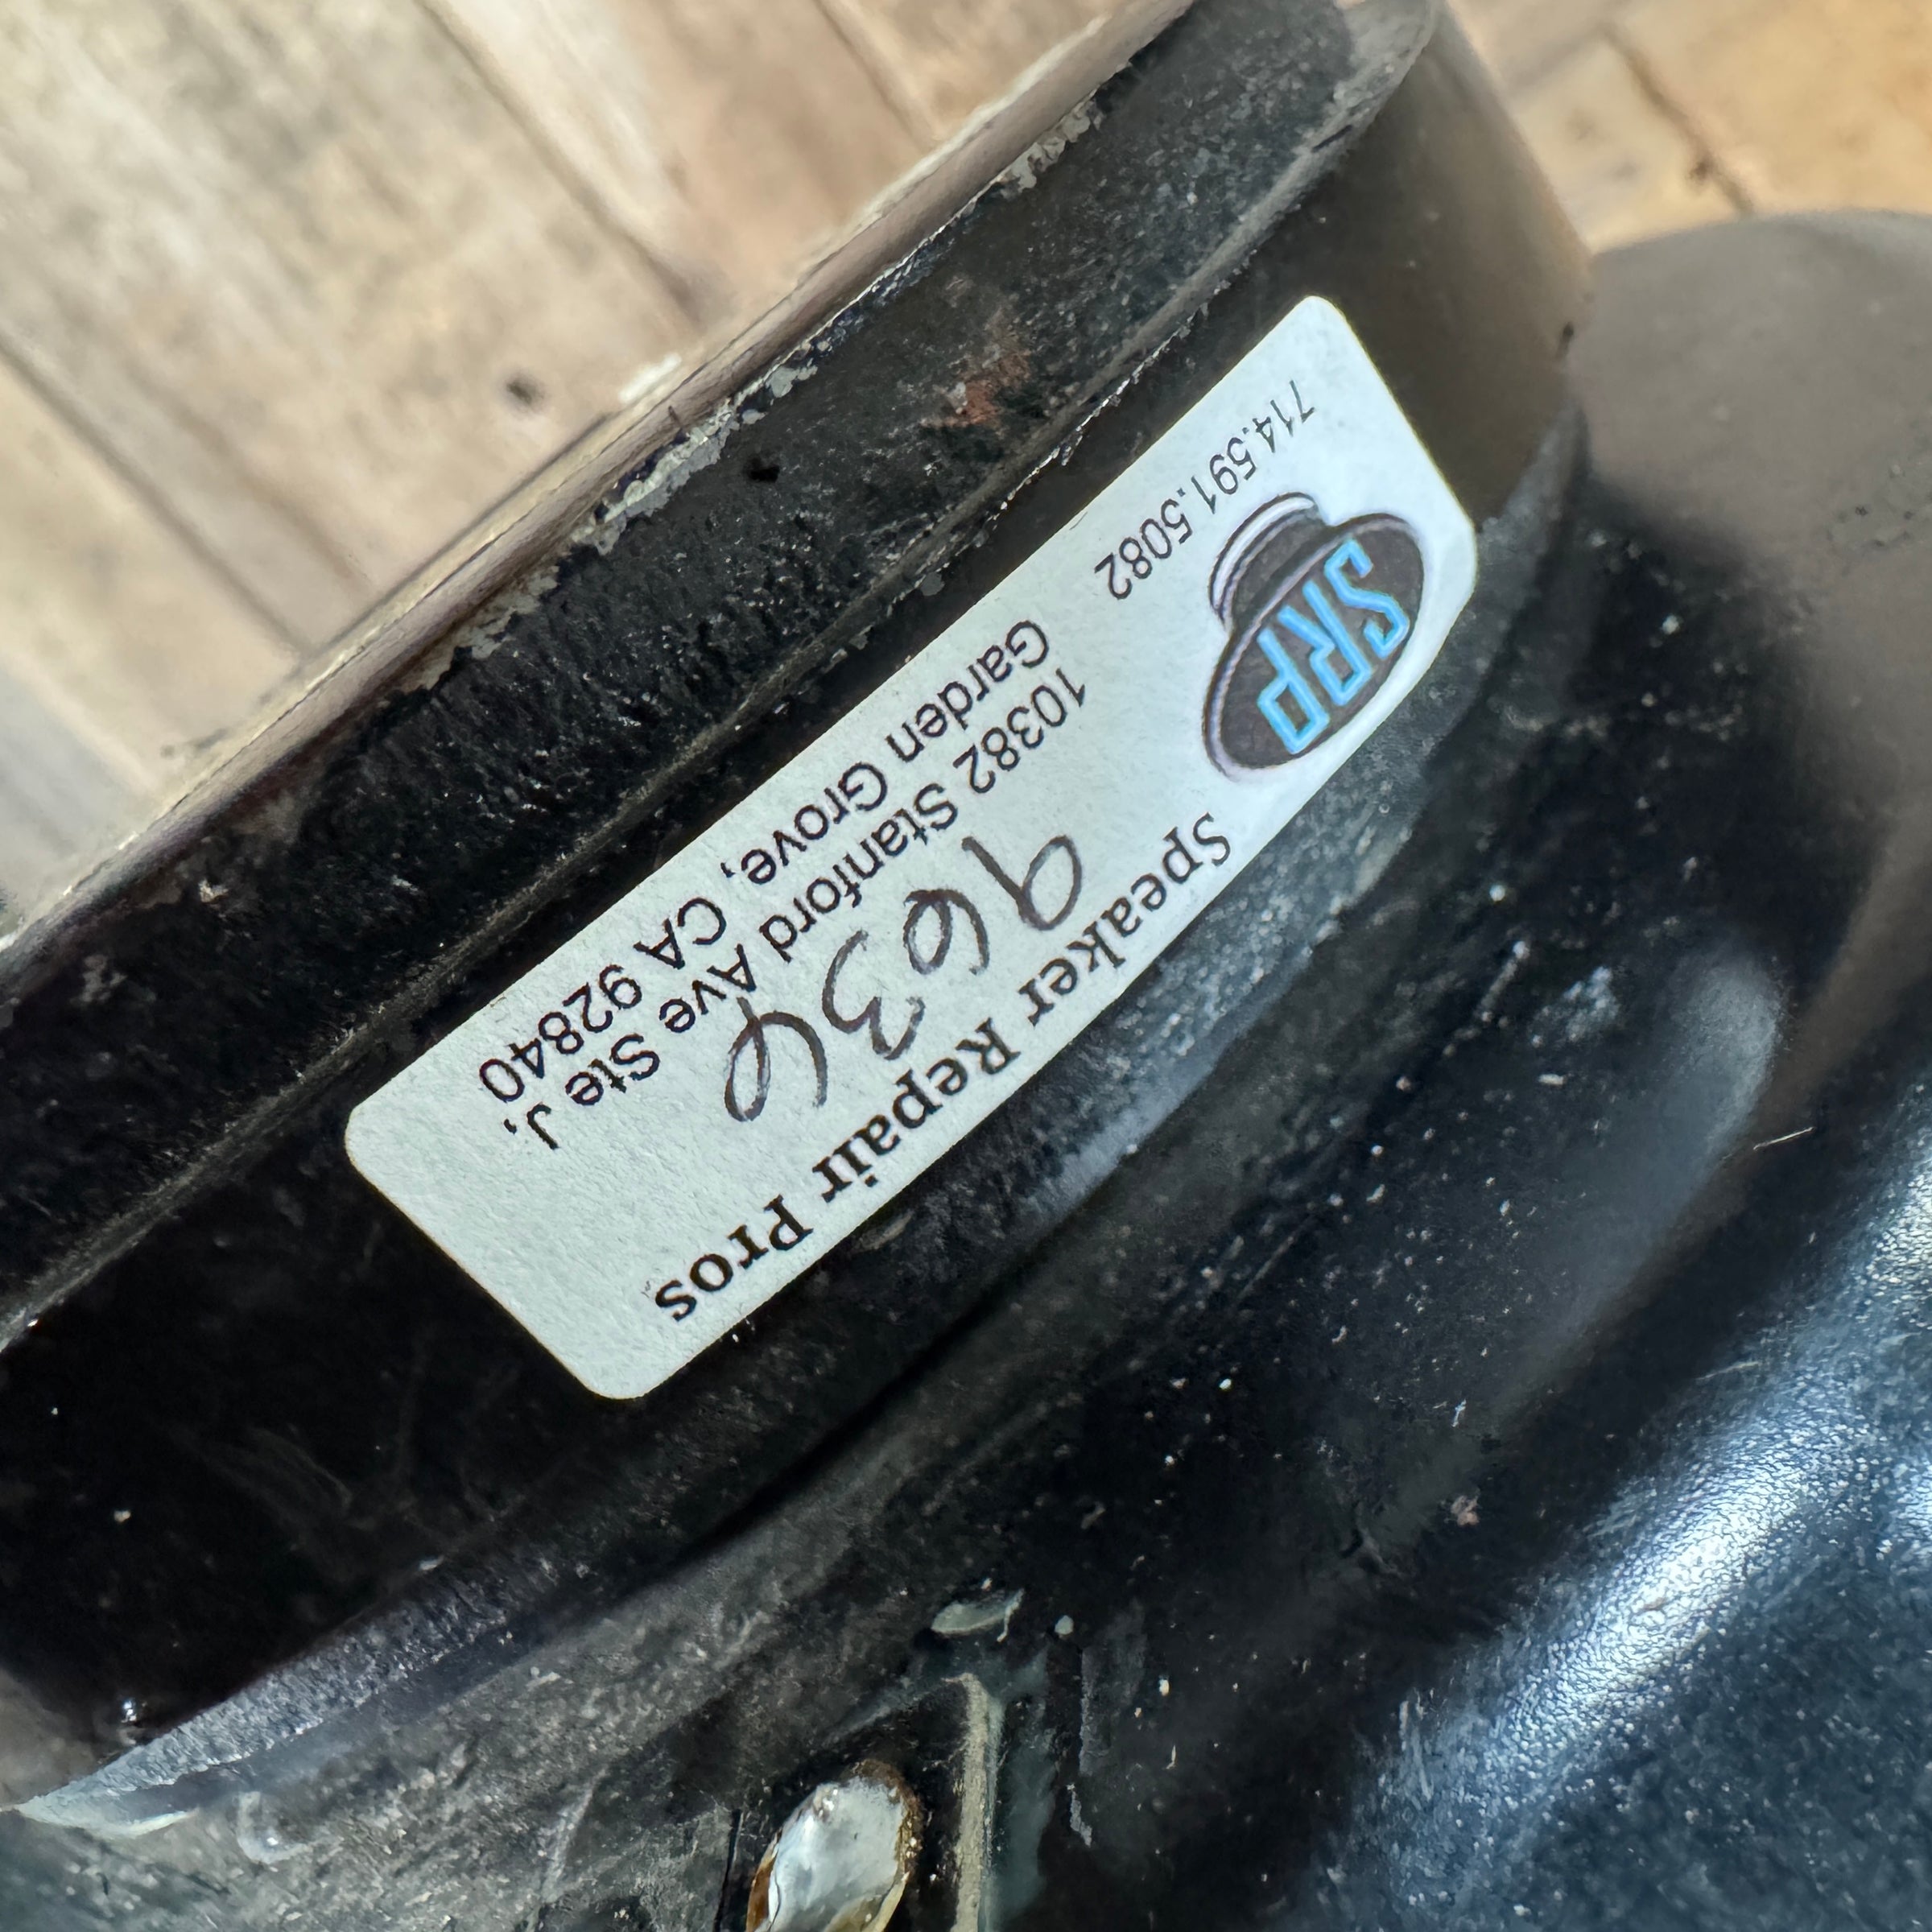 SRP
Speaker Repair Pros
9636
10382 Stanford Ave Ste J,
Garden Grove, CA 92840
714.591.5082